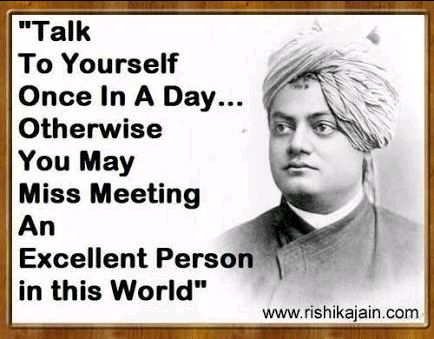 "Talk
To Yourself
Once In A Day...
Otherwise
You May
Miss Meeting
An
Excellent Person
in this World"
www.rishikajain.com